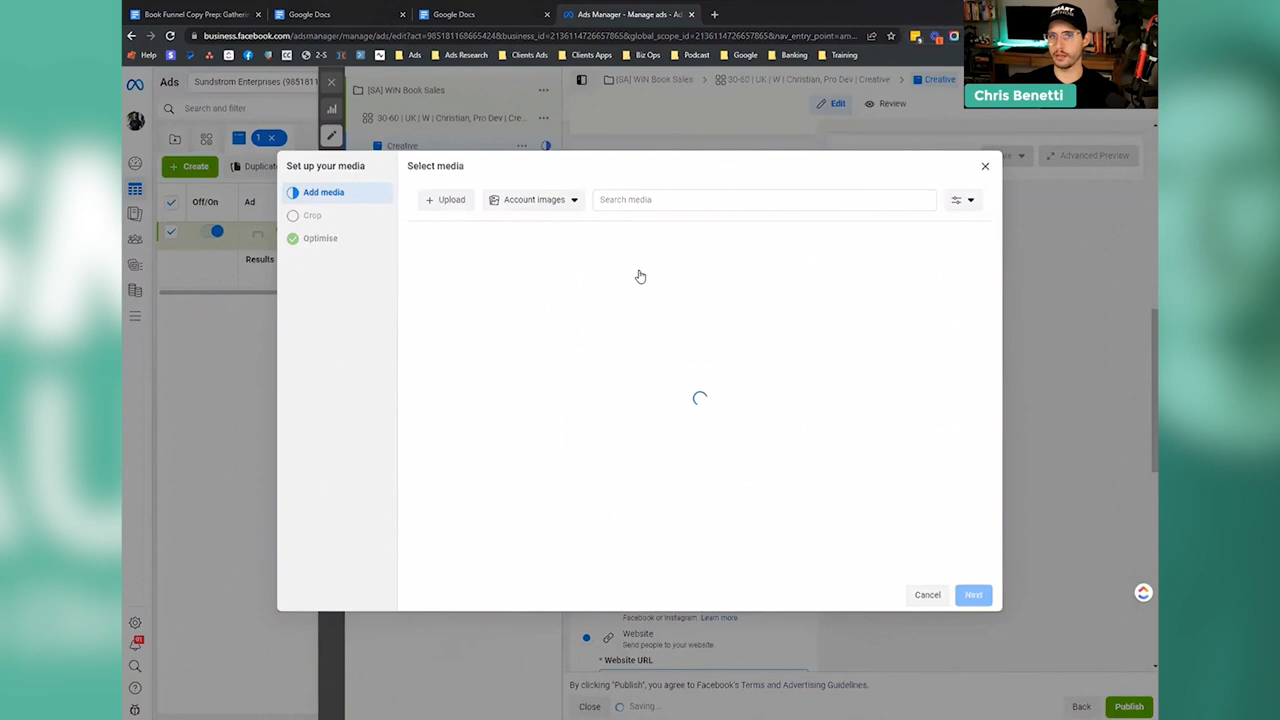 Book Funnel Copy Prep: Gatherin
Google Docs
Google Docs
Ads Manager - Manage ads - Ad
business.facebook.com/adsmanager/manage/ads/edit?act=985181168665424&business_id=2136114726657865&global_scope_id=2136114726657865&nav_entry_point=am...
Help
2-5
Ads
Ads Research
Clients Ads
Clients Apps
Biz Ops
Podcast
Google
Banking
Training
Chris Benetti
Ads
Sundstrom Enterprises (9851811
[SA] WIN Book Sales
[SA] WIN Book Sales
30-60 | UK | W | Christian, Pro Dev | Creative
Creative
Search and filter
30-60 | UK | W | Christian, Pro Dev | Cre...
Edit
Review
1
Creative
Create
Duplicat
Advanced Preview
Set up your media
Select media
Add media
Upload
Account images
Search media
Off/On
Ad
Crop
Optimise
Results
Cancel
Next
Facebook or Instagram. Learn more
Website
Send people to your website.
* Website URL
By clicking "Publish", you agree to Facebook's Terms and Advertising Guidelines.
Close
Saving...
Back
Publish